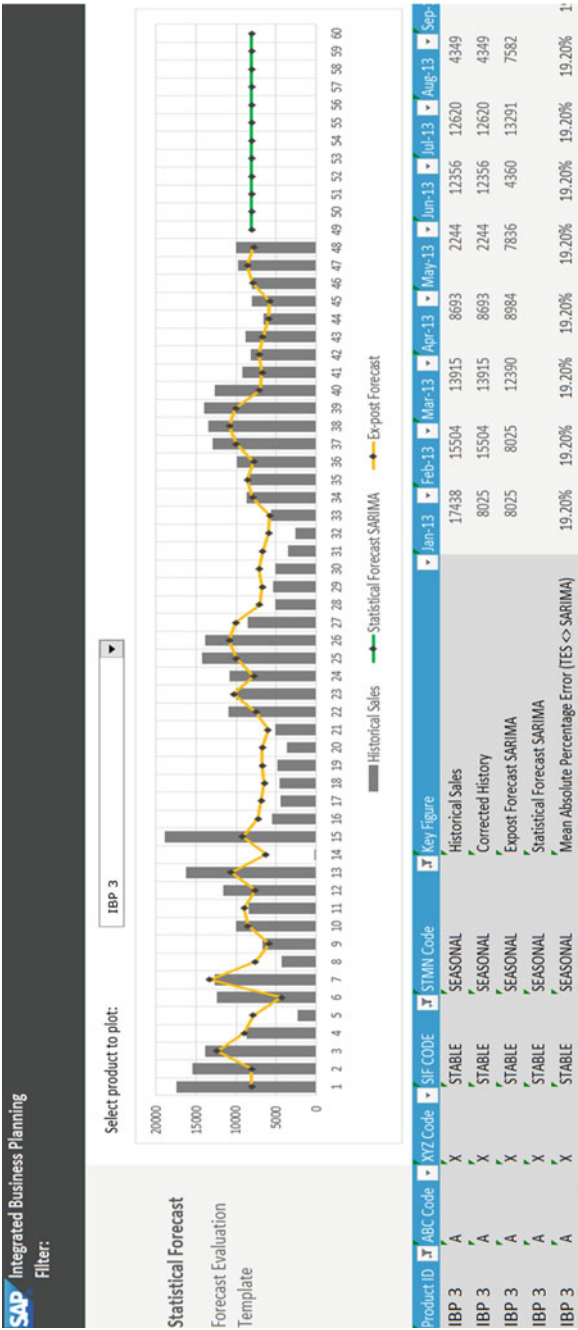 SAP Integrated Business Planning
Filter:
Statistical Forecast
Forecast Evaluation
Template
Select product to plot:
IBP 3
20000
15000
10000
5000
0
1 2 3 4 5 6 7 8 9 10 11 12 13 14 15 16 17 18 19 20 21 22 23 24 25 26 27 28 29 30 31 32 33 34 35 36 37 38 39 40 41 42 43 44 45 46 47 48 49 50 51 52 53 54 55 56 57 58 59 60
Historical Sales Statistical Forecast SARIMA Ex-post Forecast
Product ID ABC Code XYZ Code SIF CODE STMN Code Key Figure Jan-13 Feb-13 Mar-13 Apr-13 May-13 Jun-13 Jul-13 Aug-13 Sep-
IBP 3 A X STABLE SEASONAL Historical Sales 17438 15504 13915 8693 2244 12356 12620 4349
IBP 3 A X STABLE SEASONAL Corrected History 8025 15504 13915 8693 2244 12356 12620 4349
IBP 3 A X STABLE SEASONAL Expost Forecast SARIMA 8025 8025 12390 8984 7836 4360 13291 7582
IBP 3 A X STABLE SEASONAL Statistical Forecast SARIMA
IBP 3 A X STABLE SEASONAL Mean Absolute Percentage Error (TES <> SARIMA) 19.20% 19.20% 19.20% 19.20% 19.20% 19.20% 19.20% 19.20%